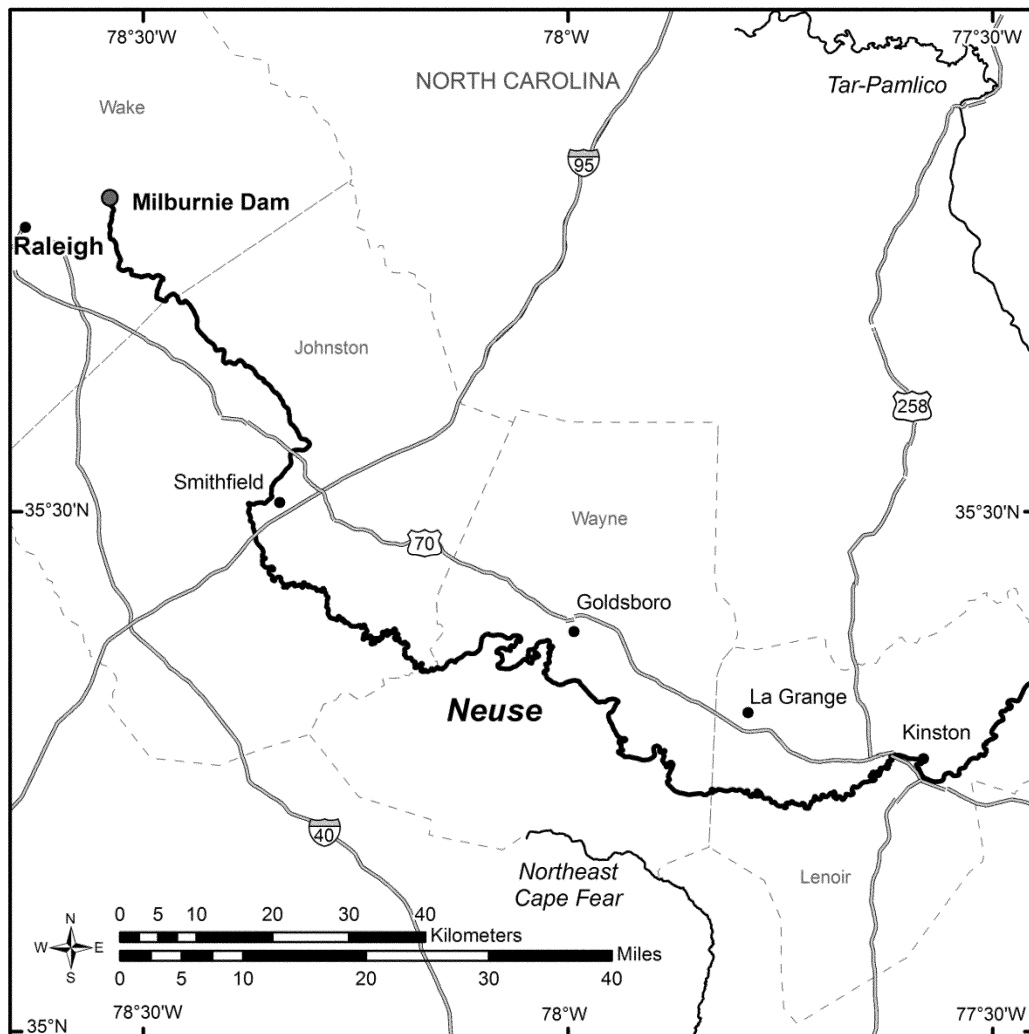 78°30'W
78°W
77°30'W
NORTH CAROLINA
Tar-Pamlico
Wake
95
Milburnie Dam
Raleigh
Johnston
258
Smithfield
35°30'N
35°30'N
Wayne
70
Goldsboro
Neuse
La Grange
Kinston
40
Northeast
Cape Fear
Lenoir
N
W E
S
0 5 10 20 30 40
Kilometers
Miles
0 5 10 20 30 40
78°30'W
78°W
77°30'W
35°N